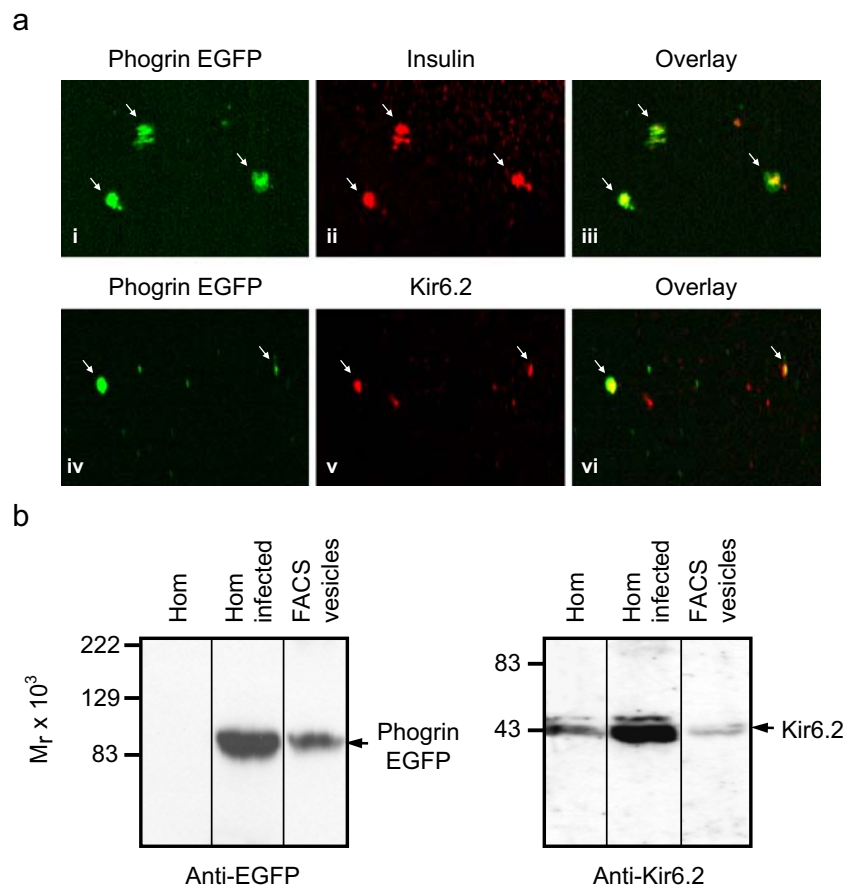 a
Phogrin EGFP
Insulin
Overlay
i
ii
iii
Phogrin EGFP
Kir6.2
Overlay
iv
v
vi
b
Hom
Hom
infected
FACS
vesicles
222
129
83
Mr x 10³
Phogrin
EGFP
Anti-EGFP
Hom
Hom
infected
FACS
vesicles
83
43
Kir6.2
Anti-Kir6.2